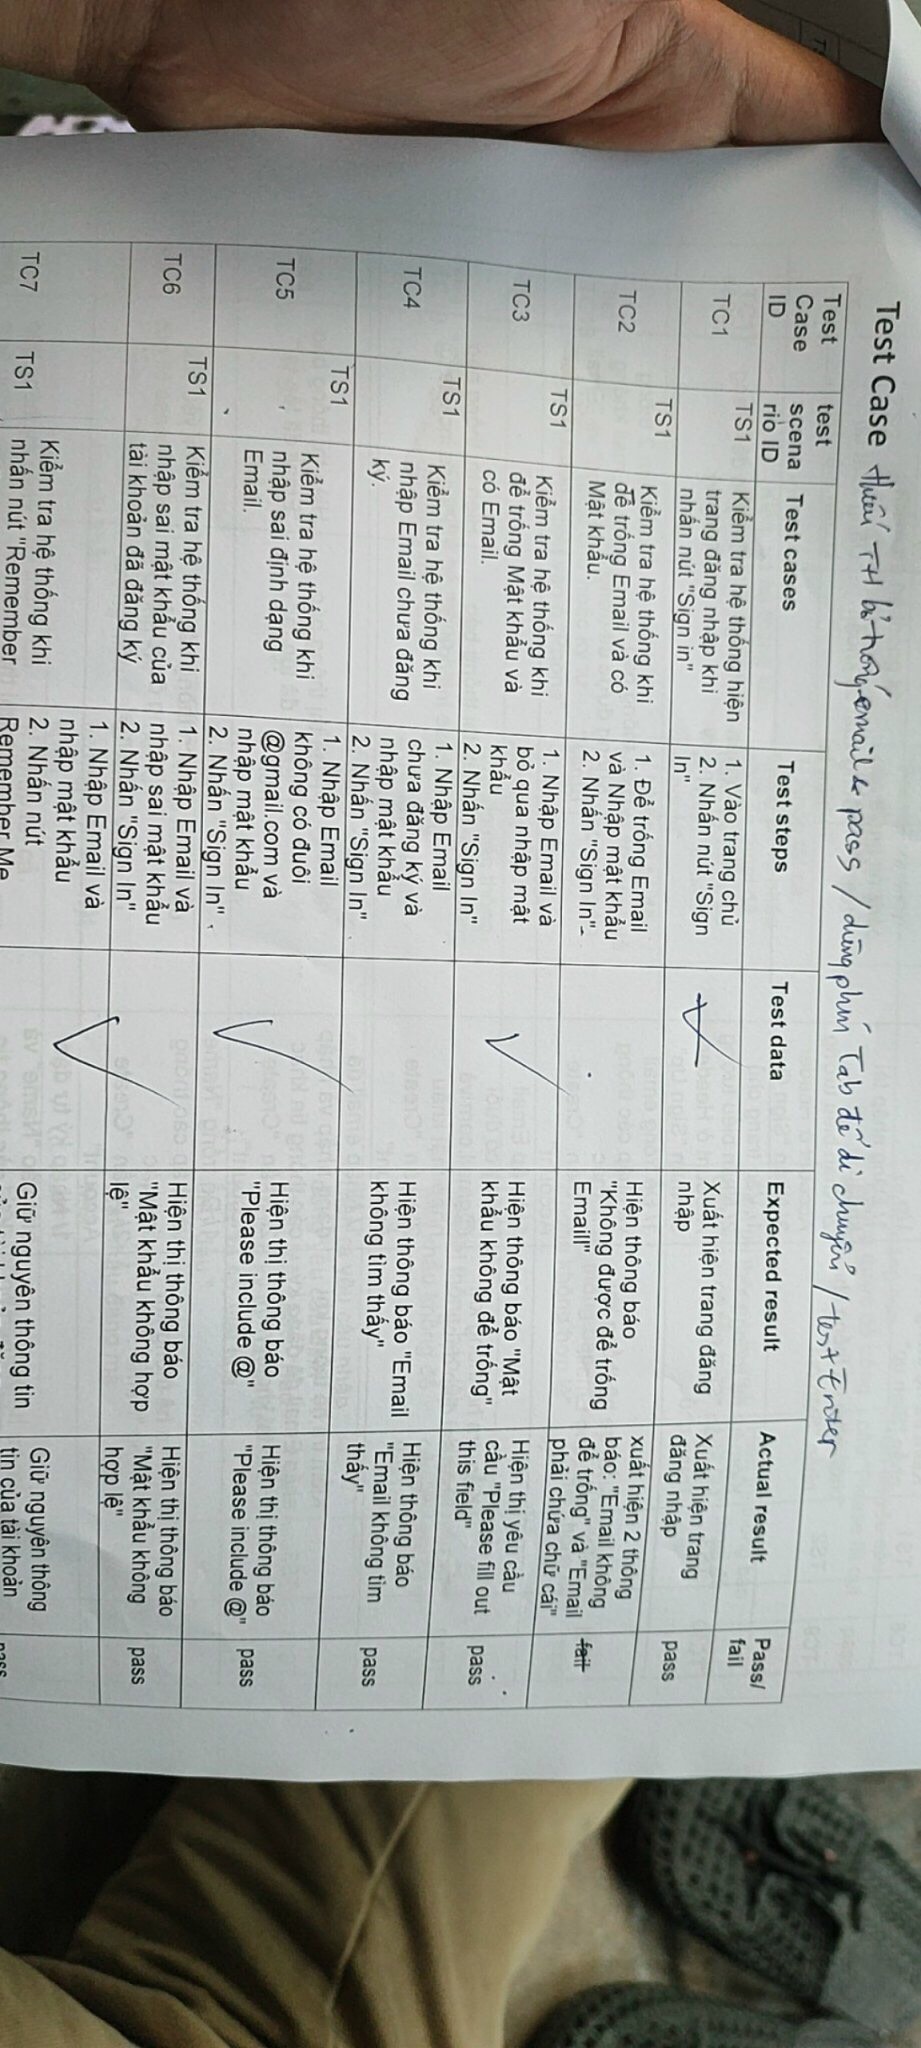 Test Case thiếu TH bỏ trống email & pass / dùng phím Tab để di chuyển / test Enter
Test Case ID
test scena rio ID
Test cases
Test steps
Test data
Expected result
Actual result
Pass/ fail
TC1
TS1
Kiểm tra hệ thống hiện
trang đăng nhập khi
nhấn nút "Sign in"
1. Vào trang chủ
2. Nhấn nút "Sign
In"
Xuất hiện trang đăng
nhập
Xuất hiện trang
đăng nhập
pass
TC2
TS1
Kiểm tra hệ thống khi
để trống Email và có
Mật khẩu.
1. Để trống Email
và Nhập mật khẩu
2. Nhấn "Sign In"
Hiện thông báo
"Không được để trống
Emaill"
xuất hiện 2 thông
báo: "Email không
để trống" và "Email
phải chứa chữ cái"
fail
TC3
TS1
Kiểm tra hệ thống khi
để trống Mật khẩu và
có Email.
1. Nhập Email và
bỏ qua nhập mật
khẩu
2. Nhấn "Sign In"
Hiện thông báo "Mật
khẩu không để trống"
Hiện thị yêu cầu
cầu "Please fill out
this field"
pass
TC4
TS1
Kiểm tra hệ thống khi
nhập Email chưa đăng
ký.
1. Nhập Email
chưa đăng ký và
nhập mật khẩu
2. Nhấn "Sign In"
Hiện thông báo "Email
không tìm thấy"
Hiện thông báo
"Email không tìm
thấy"
pass
TC5
TS1
Kiểm tra hệ thống khi
nhập sai định dạng
Email.
1. Nhập Email
không có đuôi
@gmail.com và
nhập mật khẩu
2. Nhấn "Sign In"
Hiện thị thông báo
"Please include @"
Hiện thị thông báo
"Please include @"
pass
TC6
TS1
Kiểm tra hệ thống khi
nhập sai mật khẩu của
tài khoản đã đăng ký
1. Nhập Email và
nhập sai mật khẩu
2. Nhấn "Sign In"
Hiện thị thông báo
"Mật khẩu không hợp
lệ"
Hiện thị thông báo
"Mật khẩu không
hợp lệ"
pass
TC7
TS1
Kiểm tra hệ thống khi
nhấn nút "Remember
1. Nhập Email và
nhập mật khẩu
2. Nhấn nút
Remember Me
Giữ nguyên thông tin
Giữ nguyên thông
tin của tài khoản
pass